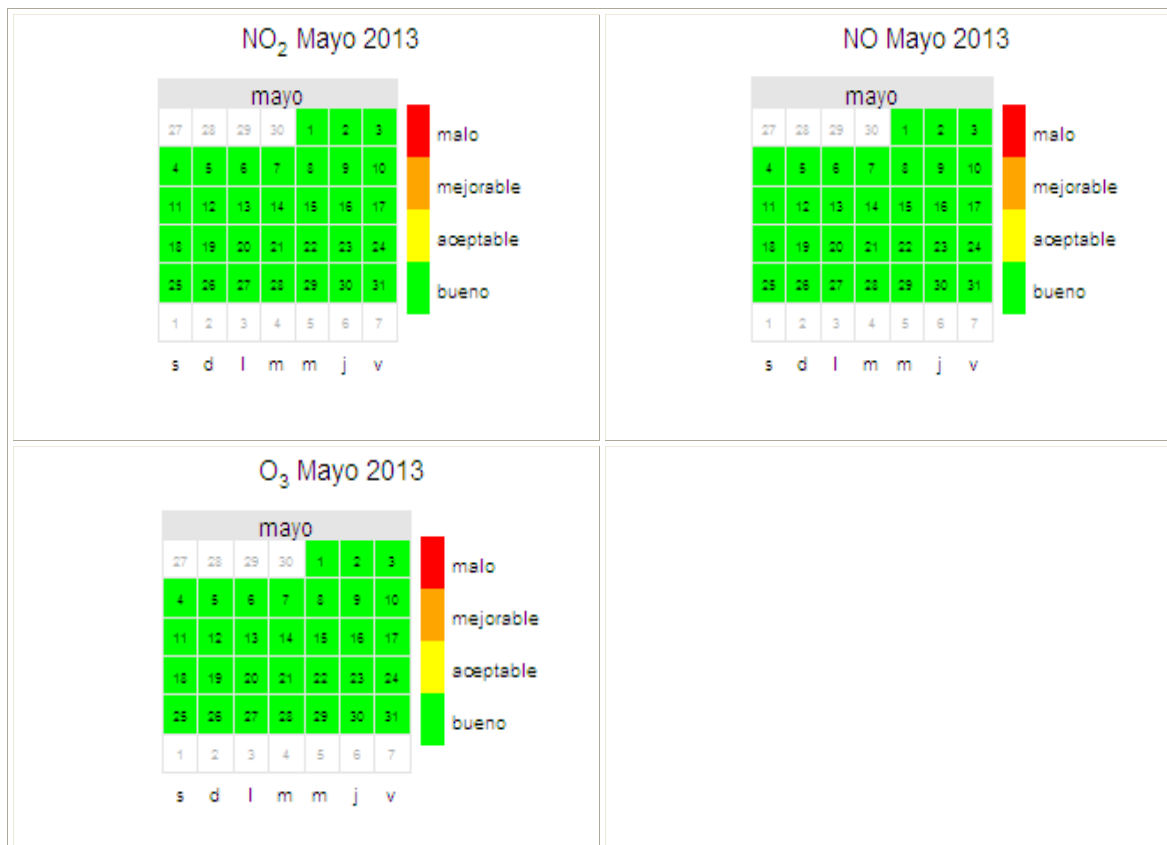 NO2 Mayo 2013
mayo
27 28 29 30 1 2 3
4 5 6 7 8 9 10
11 12 13 14 15 16 17
18 19 20 21 22 23 24
25 26 27 28 29 30 31
1 2 3 4 5 6 7
s d l m m j v
malo
mejorable
aceptable
bueno
NO Mayo 2013
mayo
27 28 29 30 1 2 3
4 5 6 7 8 9 10
11 12 13 14 15 16 17
18 19 20 21 22 23 24
25 26 27 28 29 30 31
1 2 3 4 5 6 7
s d l m m j v
malo
mejorable
aceptable
bueno
O3 Mayo 2013
mayo
27 28 29 30 1 2 3
4 5 6 7 8 9 10
11 12 13 14 15 16 17
18 19 20 21 22 23 24
25 26 27 28 29 30 31
1 2 3 4 5 6 7
s d l m m j v
malo
mejorable
aceptable
bueno